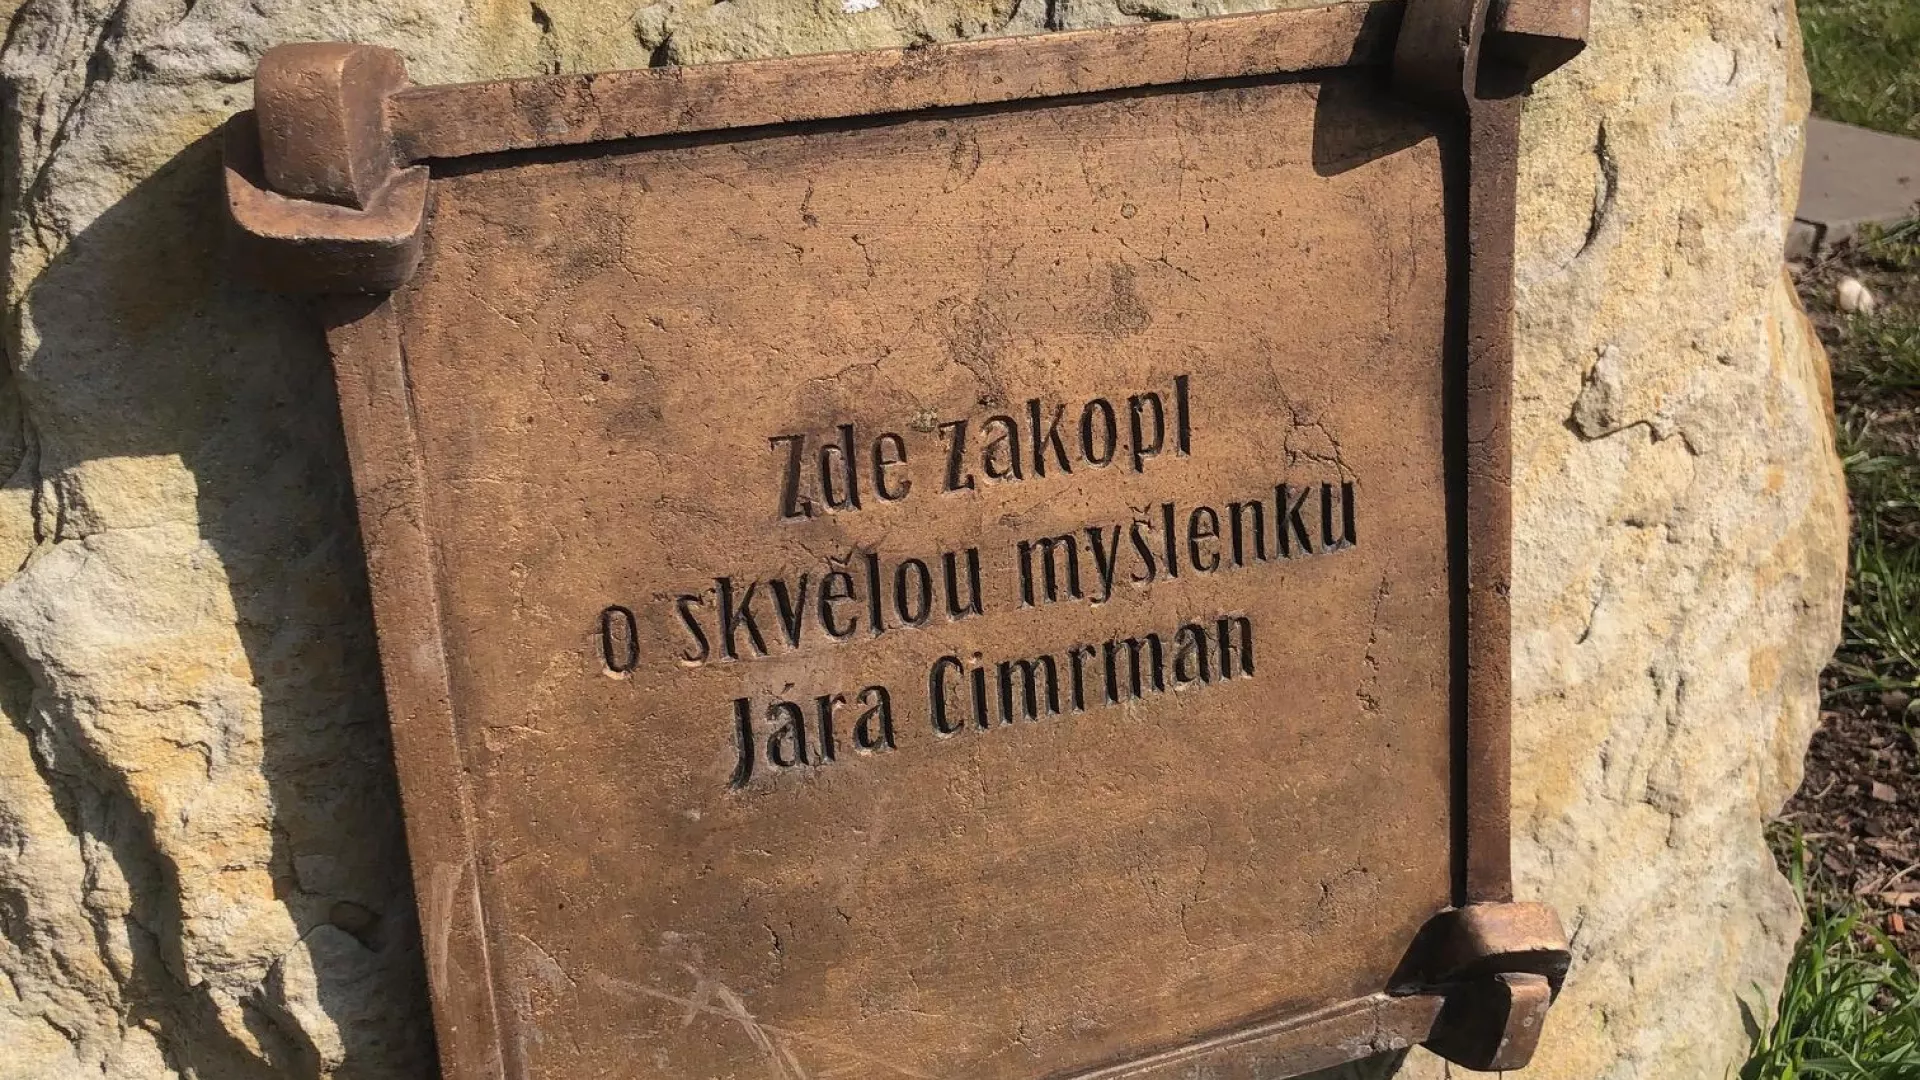 Zde zakopl
o skvělou myšlenku
Jára Cimrman